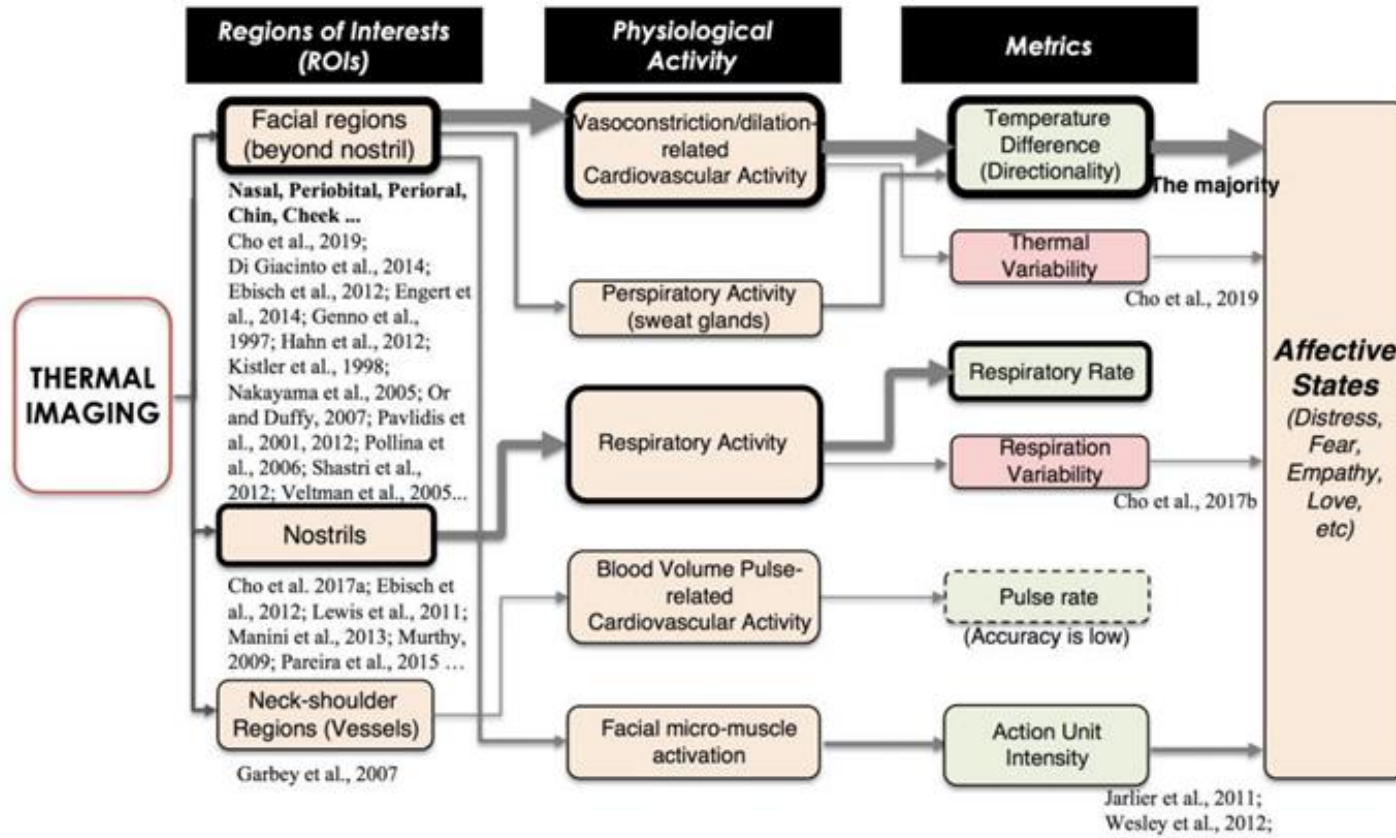 Regions of Interests
(ROIs)
Physiological
Activity
Metrics
THERMAL
IMAGING
Facial regions
(beyond nostril)
Nasal, Periobital, Perioral,
Chin, Cheek ...
Cho et al., 2019;
Di Giacinto et al., 2014;
Ebisch et al., 2012; Engert et
al., 2014; Genno et al.,
1997; Hahn et al., 2012;
Kistler et al., 1998;
Nakayama et al., 2005; Or
and Duffy, 2007; Pavlidis et
al., 2001, 2012; Pollina et
al., 2006; Shastri et al.,
2012; Veltman et al., 2005...
Nostrils
Cho et al. 2017a; Ebisch et
al., 2012; Lewis et al., 2011;
Manini et al., 2013; Murthy,
2009; Pareira et al., 2015 ...
Neck-shoulder
Regions (Vessels)
Garbey et al., 2007
Vasoconstriction/dilation-
related
Cardiovascular Activity
Perspiratory Activity
(sweat glands)
Respiratory Activity
Blood Volume Pulse-
related
Cardiovascular Activity
Facial micro-muscle
activation
Temperature
Difference
(Directionality)
The majority
Thermal
Variability
Cho et al., 2019
Respiratory Rate
Respiration
Variability
Cho et al., 2017b
Pulse rate
(Accuracy is low)
Action Unit
Intensity
Jarlier et al., 2011;
Wesley et al., 2012;
Affective
States
(Distress,
Fear,
Empathy,
Love,
etc)